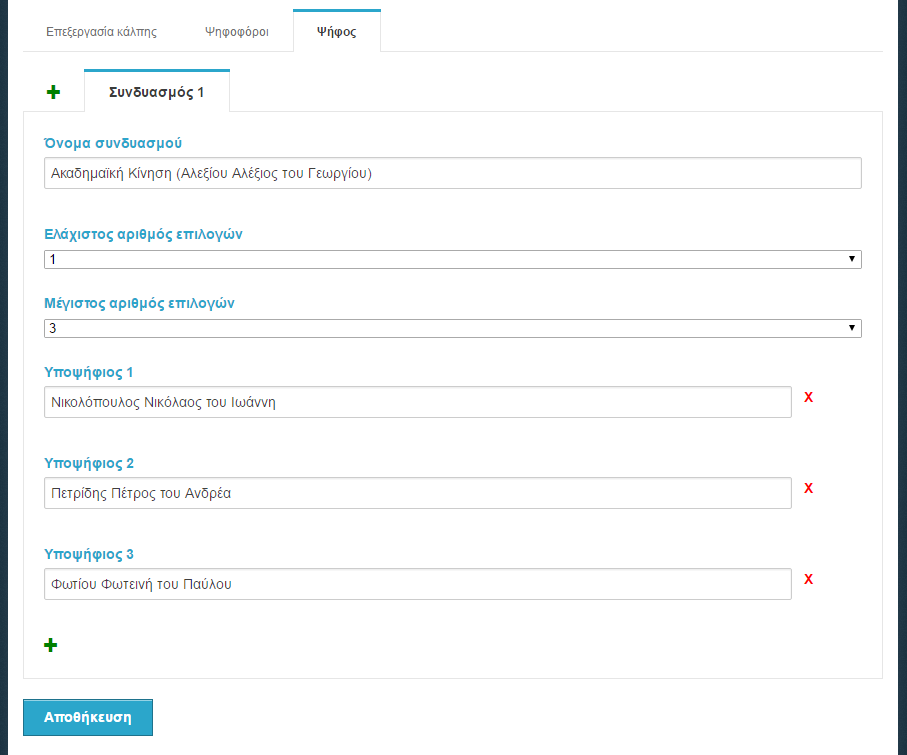 Επεξεργασία κάλπης Ψηφοφόροι Ψήφος
+ Συνδυασμός 1
Όνομα συνδυασμού
Ακαδημαϊκή Κίνηση (Αλεξίου Αλέξιος του Γεωργίου)
Ελάχιστος αριθμός επιλογών
1
Μέγιστος αριθμός επιλογών
3
Υποψήφιος 1
Νικολόπουλος Νικόλαος του Ιωάννη X
Υποψήφιος 2
Πετρίδης Πέτρος του Ανδρέα X
Υποψήφιος 3
Φωτίου Φωτεινή του Παύλου X
+
Αποθήκευση